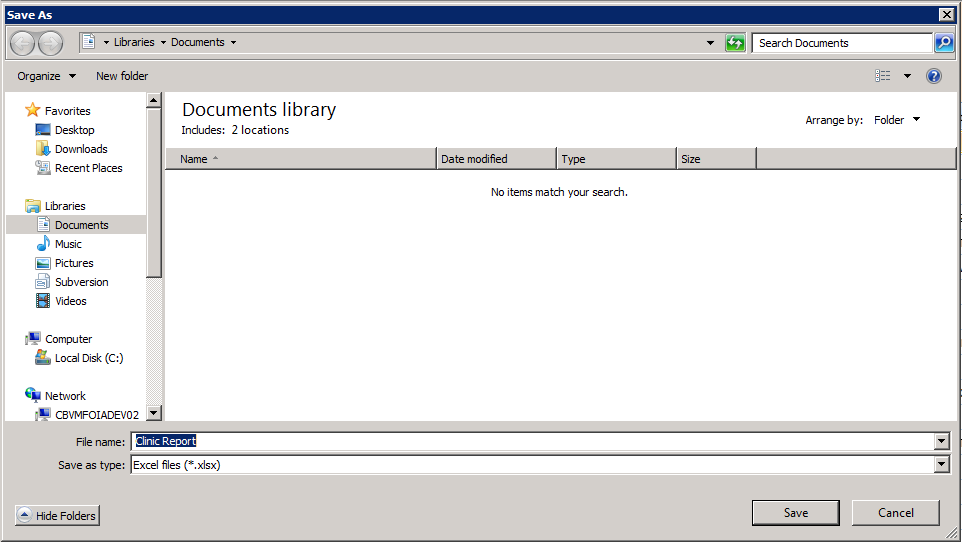 Save As
Libraries Documents Search Documents
Organize New folder
Favorites
Desktop
Downloads
Recent Places
Libraries
Documents
Music
Pictures
Subversion
Videos
Computer
Local Disk (C:)
Network
CBVMFOIADEV02
Documents library
Includes: 2 locations
Arrange by: Folder
Name Date modified Type Size
No items match your search.
File name: Clinic Report
Save as type: Excel files (*.xlsx)
Hide Folders Save Cancel